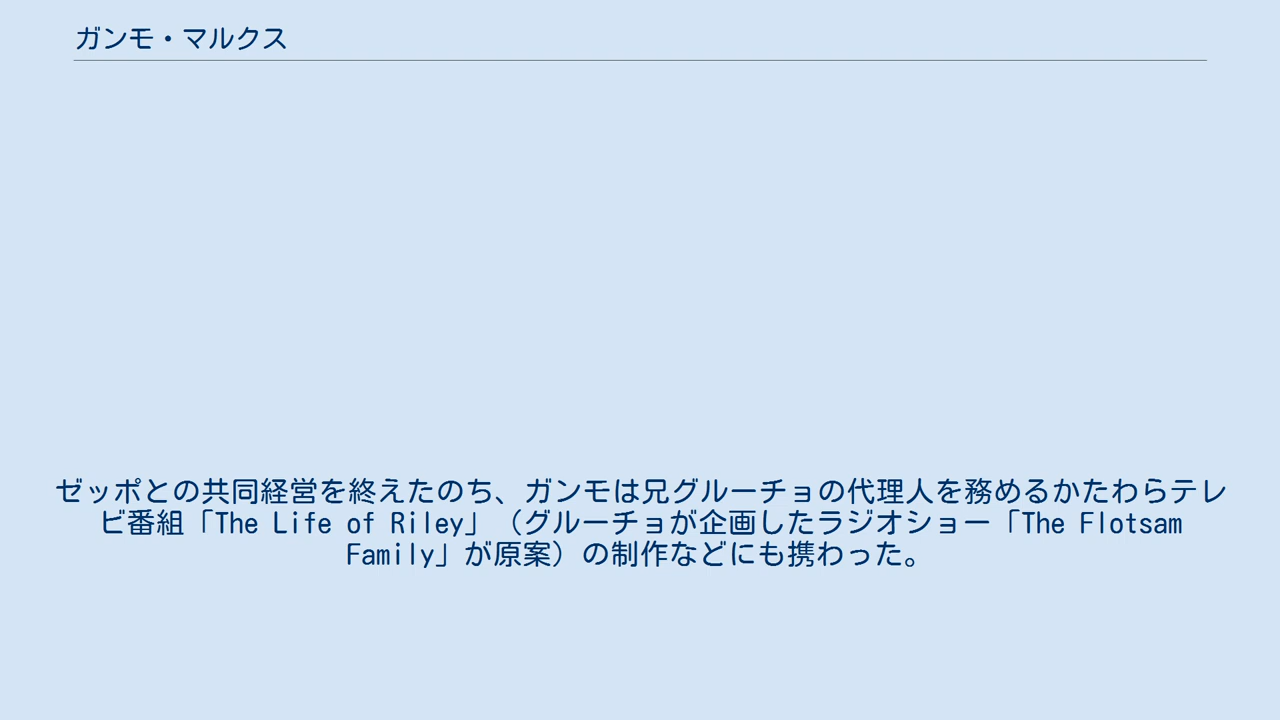 ガンモ・マルクス
ゼッポとの共同経営を終えたのち、ガンモは兄グルーチョの代理人を務めるかたわらテレ
ビ番組「The Life of Riley」（グルーチョが企画したラジオショー「The Flotsam
Family」が原案）の制作などにも携わった。